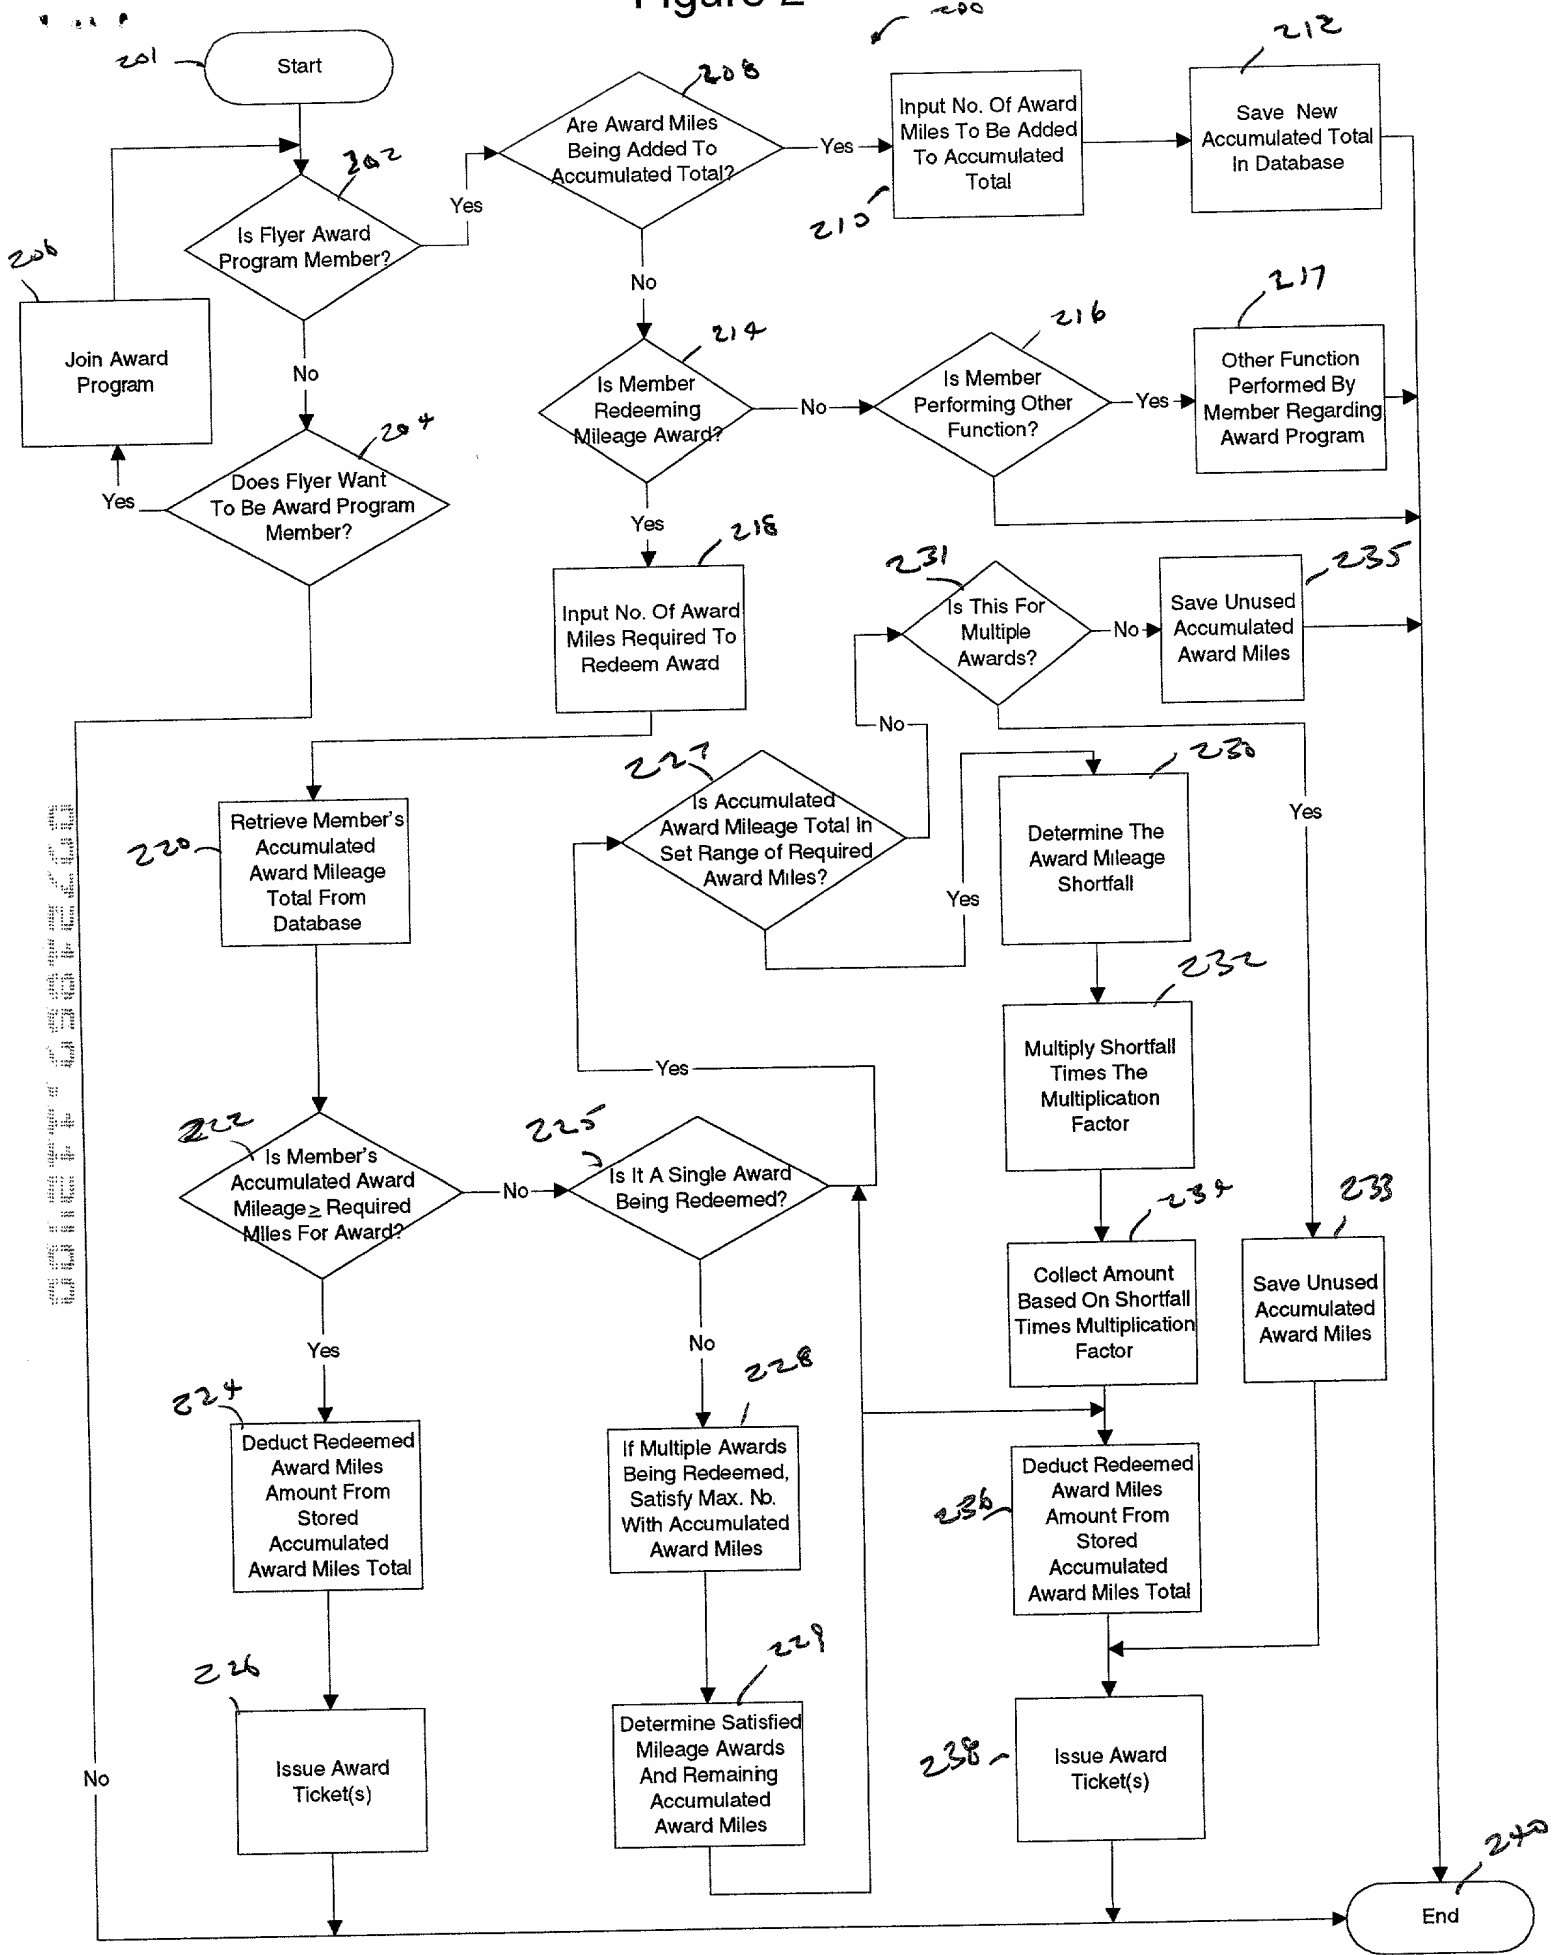 Figure 2
200
201
Start
208
Are Award Miles
Being Added To
Accumulated Total?
Yes
Input No. Of Award
Miles To Be Added
To Accumulated
Total
210
212
Save New
Accumulated Total
In Database
202
Is Flyer Award
Program Member?
Yes
No
206
Join Award
Program
204
Does Flyer Want
To Be Award Program
Member?
Yes
No
214
Is Member
Redeeming
Mileage Award?
No
216
Is Member
Performing Other
Function?
Yes
217
Other Function
Performed By
Member Regarding
Award Program
Yes
218
Input No. Of Award
Miles Required To
Redeem Award
231
Is This For
Multiple
Awards?
No
235
Save Unused
Accumulated
Award Miles
No
Yes
220
Retrieve Member's
Accumulated
Award Mileage
Total From
Database
227
Is Accumulated
Award Mileage Total In
Set Range of Required
Award Miles?
Yes
230
Determine The
Award Mileage
Shortfall
232
Multiply Shortfall
Times The
Multiplication
Factor
Yes
222
Is Member's
Accumulated Award
Mileage ≥ Required
Miles For Award?
No
225
Is It A Single Award
Being Redeemed?
234
Collect Amount
Based On Shortfall
Times Multiplication
Factor
233
Save Unused
Accumulated
Award Miles
Yes
No
224
Deduct Redeemed
Award Miles
Amount From
Stored
Accumulated
Award Miles Total
228
If Multiple Awards
Being Redeemed,
Satisfy Max. No.
With Accumulated
Award Miles
236
Deduct Redeemed
Award Miles
Amount From
Stored
Accumulated
Award Miles Total
226
Issue Award
Ticket(s)
229
Determine Satisfied
Mileage Awards
And Remaining
Accumulated
Award Miles
238
Issue Award
Ticket(s)
No
240
End